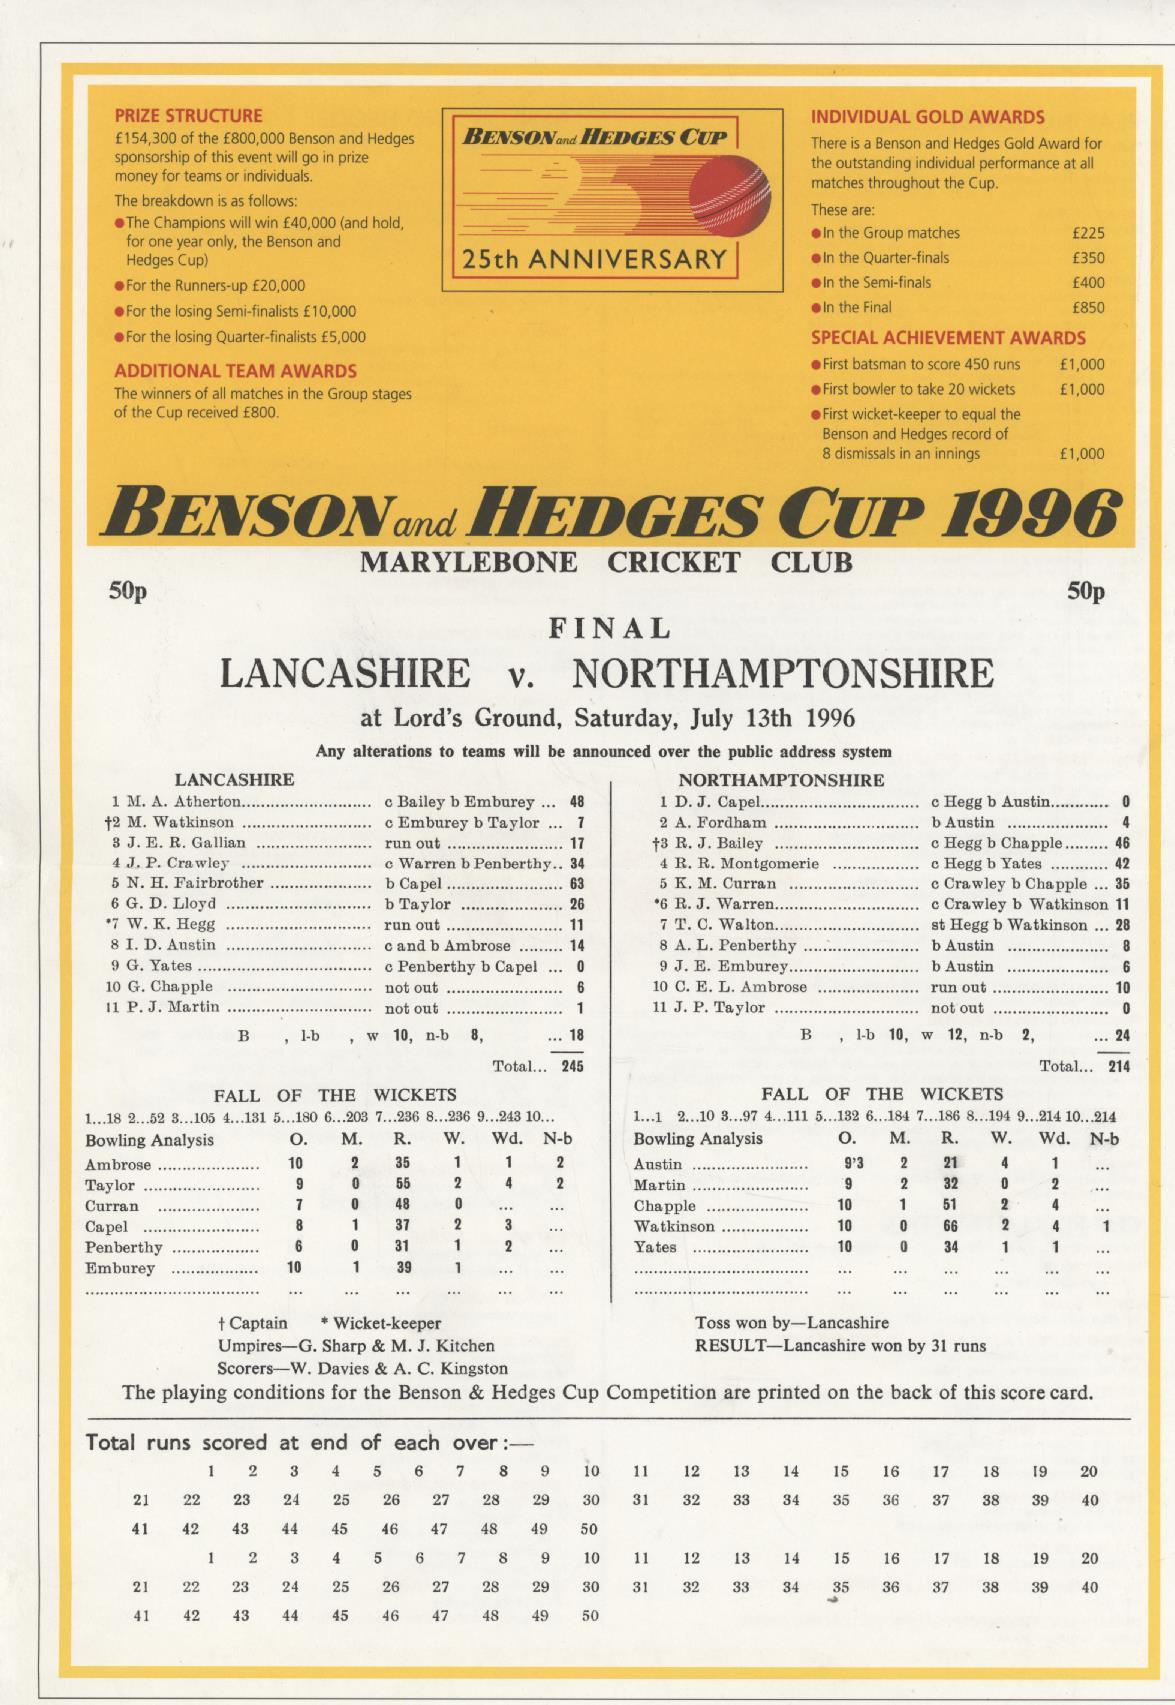 PRIZE STRUCTURE
£154,300 of the £800,000 Benson and Hedges
sponsorship of this event will go in prize
money for teams or individuals.
The breakdown is as follows:
● The Champions will win £40,000 (and hold,
for one year only, the Benson and
Hedges Cup)
● For the Runners-up £20,000
● For the losing Semi-finalists £10,000
● For the losing Quarter-finalists £5,000
ADDITIONAL TEAM AWARDS
The winners of all matches in the Group stages
of the Cup received £800.
BENSON and HEDGES CUP
25th ANNIVERSARY
INDIVIDUAL GOLD AWARDS
There is a Benson and Hedges Gold Award for
the outstanding individual performance at all
matches throughout the Cup.
These are:
● In the Group matches £225
● In the Quarter-finals £350
● In the Semi-finals £400
● In the Final £850
SPECIAL ACHIEVEMENT AWARDS
● First batsman to score 450 runs £1,000
● First bowler to take 20 wickets £1,000
● First wicket-keeper to equal the
Benson and Hedges record of
8 dismissals in an innings £1,000
BENSON and HEDGES CUP 1996
MARYLEBONE CRICKET CLUB
50p 50p
FINAL
LANCASHIRE v. NORTHAMPTONSHIRE
at Lord's Ground, Saturday, July 13th 1996
Any alterations to teams will be announced over the public address system
LANCASHIRE
1 M. A. Atherton.......................... c Bailey b Emburey ... 48
†2 M. Watkinson .......................... c Emburey b Taylor ... 7
3 J. E. R. Gallian ....................... run out ....................... 17
4 J. P. Crawley .......................... c Warren b Penberthy.. 34
5 N. H. Fairbrother ..................... b Capel ....................... 63
6 G. D. Lloyd ............................. b Taylor .................... 26
*7 W. K. Hegg ............................. run out ....................... 11
8 I. D. Austin ............................. c and b Ambrose ........ 14
9 G. Yates ................................... c Penberthy b Capel ... 0
10 G. Chapple ............................. not out ....................... 6
11 P. J. Martin ............................. not out ....................... 1
B , l-b , w 10, n-b 8, ... 18
Total... 245
FALL OF THE WICKETS
1...18 2...52 3...105 4...131 5...180 6...203 7...236 8...236 9...243 10...
Bowling Analysis O. M. R. W. Wd. N-b
Ambrose ..................... 10 2 35 1 1 2
Taylor ........................ 9 0 55 2 4 2
Curran ..................... 7 0 48 0 ... ...
Capel ........................ 8 1 37 2 3 ...
Penberthy .................. 6 0 31 1 2 ...
Emburey .................. 10 1 39 1 ... ...
.................................... ... ... ... ... ... ...
NORTHAMPTONSHIRE
1 D. J. Capel................................ c Hegg b Austin............ 0
2 A. Fordham ............................. b Austin ..................... 4
†3 R. J. Bailey ............................. c Hegg b Chapple......... 46
4 R. R. Montgomerie .................... c Hegg b Yates ............ 42
5 K. M. Curran .......................... c Crawley b Chapple ... 35
*6 R. J. Warren............................. c Crawley b Watkinson 11
7 T. C. Walton............................. st Hegg b Watkinson ... 28
8 A. L. Penberthy ....................... b Austin ..................... 8
9 J. E. Emburey.......................... b Austin ..................... 6
10 C. E. L. Ambrose ...................... run out ........................ 10
11 J. P. Taylor ............................. not out ........................ 0
B , l-b 10, w 12, n-b 2, ... 24
Total... 214
FALL OF THE WICKETS
1...1 2...10 3...97 4...111 5...132 6...184 7...186 8...194 9...214 10...214
Bowling Analysis O. M. R. W. Wd. N-b
Austin ........................ 9'3 2 21 4 1 ...
Martin ........................ 9 2 32 0 2 ...
Chapple ..................... 10 1 51 2 4 ...
Watkinson .................. 10 0 66 2 4 1
Yates ........................ 10 0 34 1 1 ...
.................................... ... ... ... ... ... ...
.................................... ... ... ... ... ... ...
† Captain * Wicket-keeper
Umpires—G. Sharp & M. J. Kitchen
Scorers—W. Davies & A. C. Kingston
Toss won by—Lancashire
RESULT—Lancashire won by 31 runs
The playing conditions for the Benson & Hedges Cup Competition are printed on the back of this score card.
Total runs scored at end of each over:—
1 2 3 4 5 6 7 8 9 10 11 12 13 14 15 16 17 18 19 20
21 22 23 24 25 26 27 28 29 30 31 32 33 34 35 36 37 38 39 40
41 42 43 44 45 46 47 48 49 50
1 2 3 4 5 6 7 8 9 10 11 12 13 14 15 16 17 18 19 20
21 22 23 24 25 26 27 28 29 30 31 32 33 34 35 36 37 38 39 40
41 42 43 44 45 46 47 48 49 50